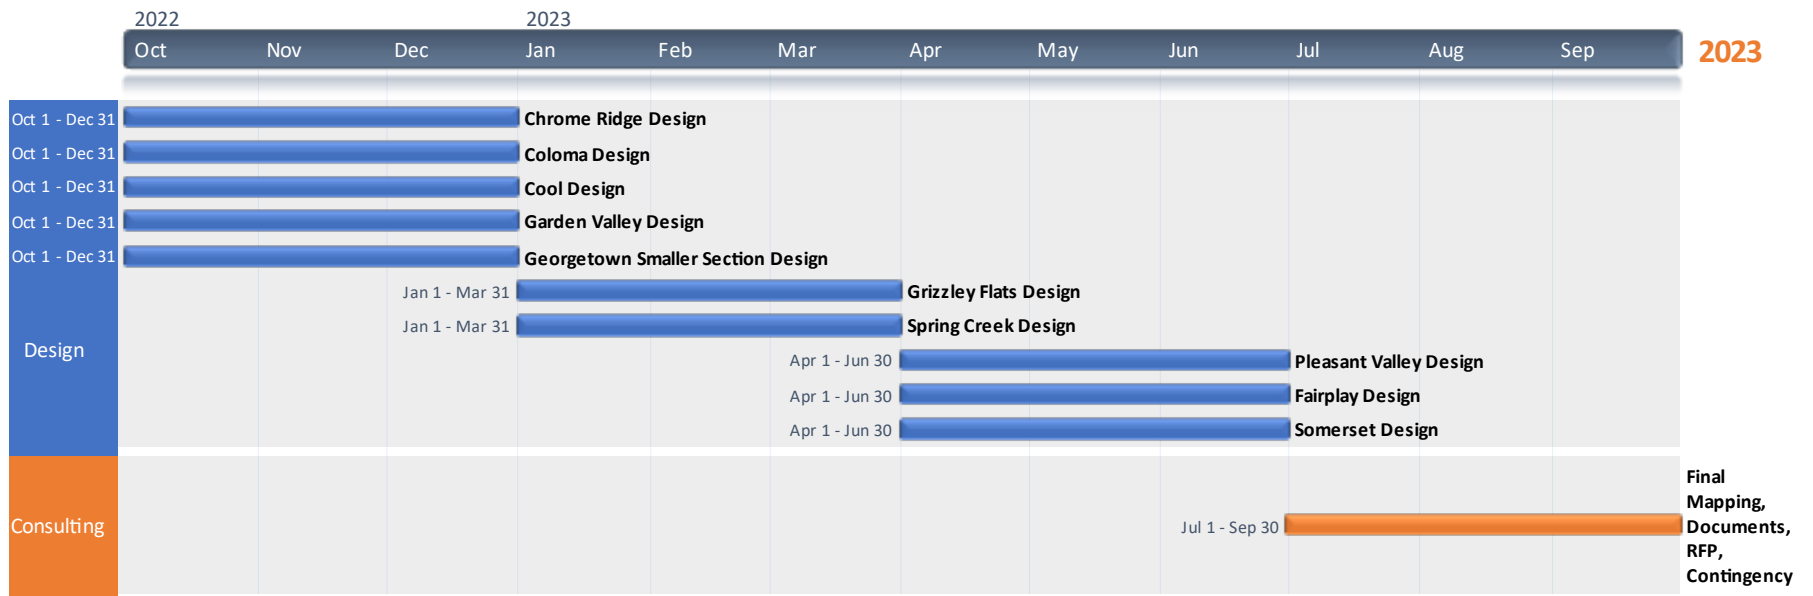 2022 2023
Oct Nov Dec Jan Feb Mar Apr May Jun Jul Aug Sep 2023
Oct 1 - Dec 31 Chrome Ridge Design
Oct 1 - Dec 31 Coloma Design
Oct 1 - Dec 31 Cool Design
Oct 1 - Dec 31 Garden Valley Design
Oct 1 - Dec 31 Georgetown Smaller Section Design
Jan 1 - Mar 31 Grizzley Flats Design
Jan 1 - Mar 31 Spring Creek Design
Design
Apr 1 - Jun 30 Pleasant Valley Design
Apr 1 - Jun 30 Fairplay Design
Apr 1 - Jun 30 Somerset Design
Consulting
Jul 1 - Sep 30
Final
Mapping,
Documents,
RFP,
Contingency